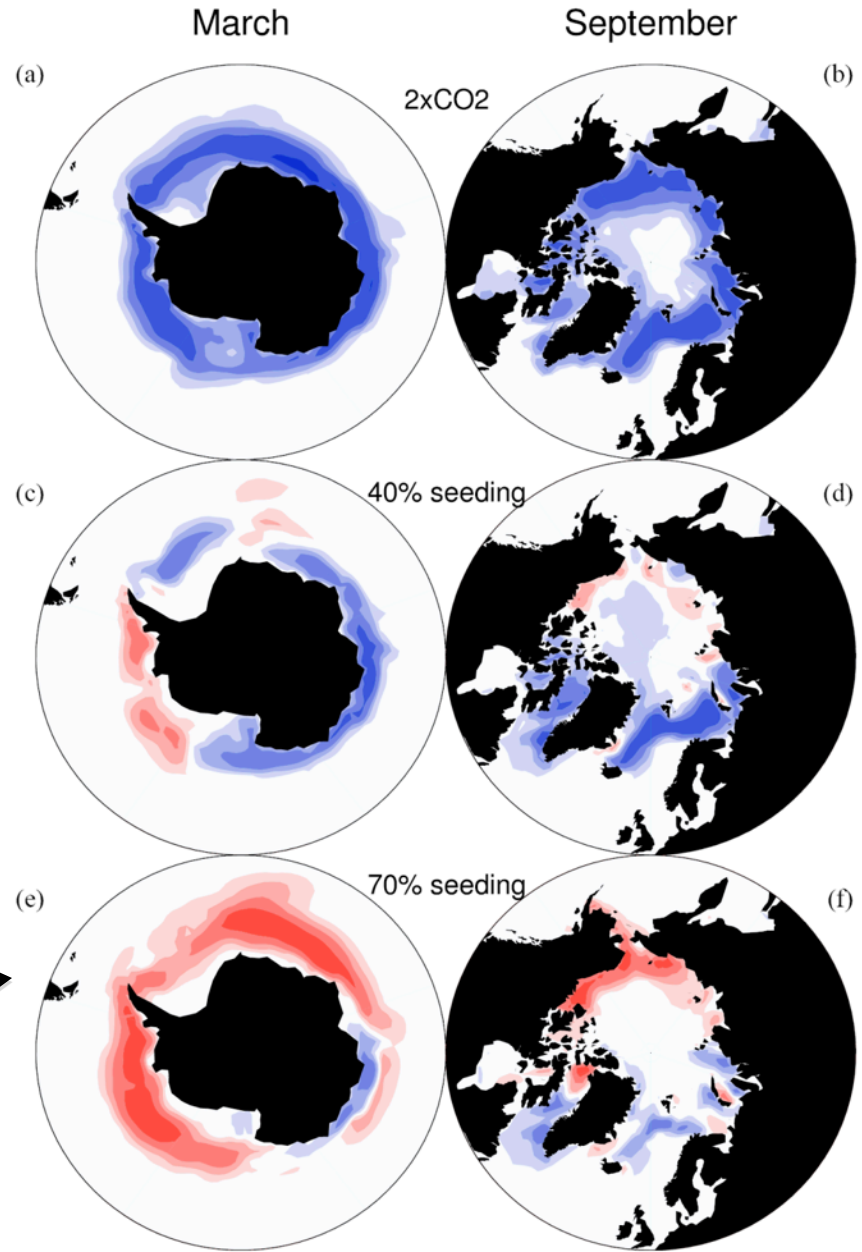 March September
(a) (b)
2xCO2
(c) 40% seeding (d)
70% seeding
(e) (f)